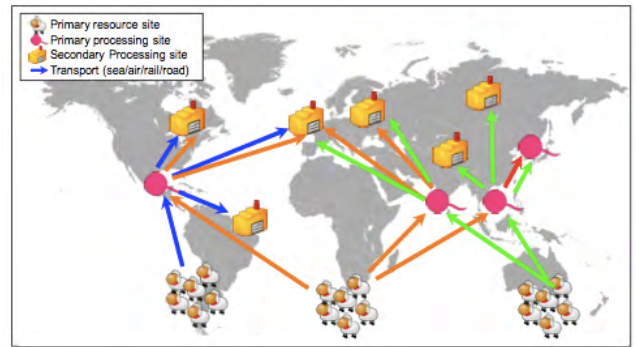 Primary resource site
Primary processing site
Secondary Processing site
Transport (sea/air/rail/road)